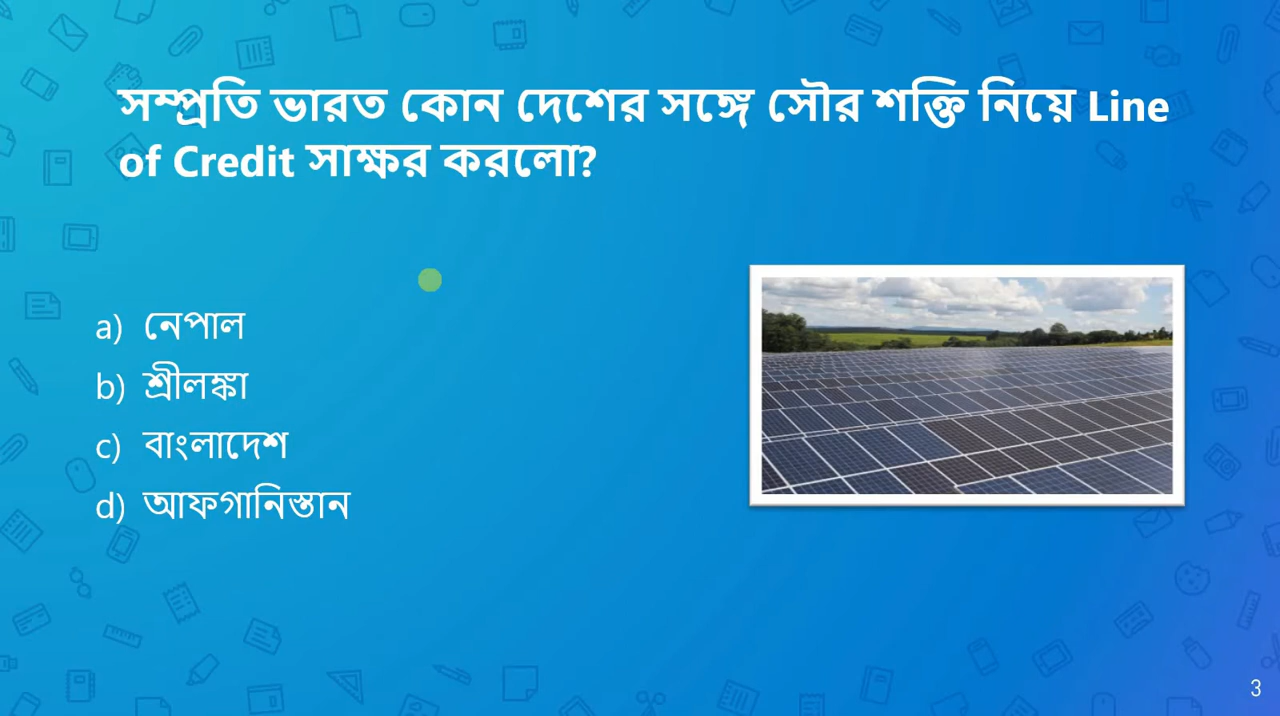 সম্প্রতি ভারত কোন দেশের সঙ্গে সৌর শক্তি নিয়ে Line
of Credit সাক্ষর করলো?
a) নেপাল
b) শ্রীলঙ্কা
c) বাংলাদেশ
d) আফগানিস্তান
3